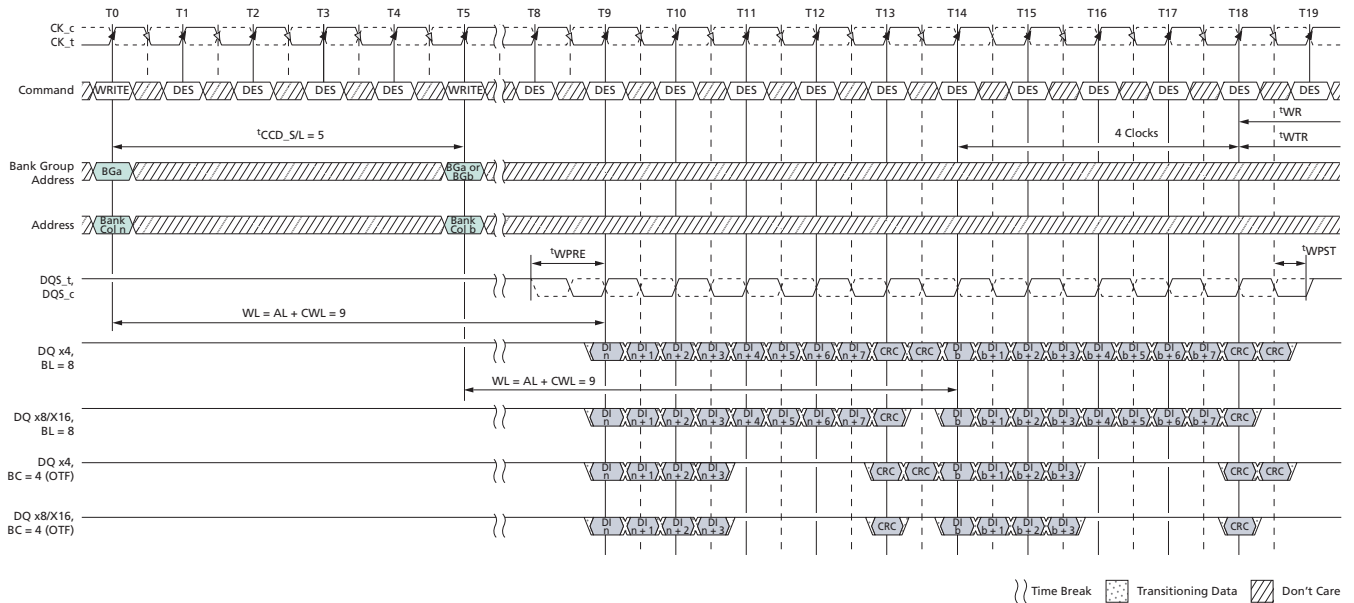 T0 T1 T2 T3 T4 T5 T8 T9 T10 T11 T12 T13 T14 T15 T16 T17 T18 T19
CK_c
CK_t
Command WRITE DES DES DES DES WRITE DES DES DES DES DES DES DES DES DES DES DES DES
tWR
tCCD_S/L = 5 4 Clocks tWTR
Bank Group
Address
BGa
BGa or
BGb
Address
Bank
Col n
Bank
Col b
tWPRE tWPST
DQS_t,
DQS_c
WL = AL + CWL = 9
DQ x4,
BL = 8
DI n DI n + 1 DI n + 2 DI n + 3 DI n + 4 DI n + 5 DI n + 6 DI n + 7 CRC CRC DI b DI b + 1 DI b + 2 DI b + 3 DI b + 4 DI b + 5 DI b + 6 DI b + 7 CRC CRC
WL = AL + CWL = 9
DQ x8/X16,
BL = 8
DI n DI n + 1 DI n + 2 DI n + 3 DI n + 4 DI n + 5 DI n + 6 DI n + 7 CRC DI b DI b + 1 DI b + 2 DI b + 3 DI b + 4 DI b + 5 DI b + 6 DI b + 7 CRC
DQ x4,
BC = 4 (OTF)
DI n DI n + 1 DI n + 2 DI n + 3 CRC CRC DI b DI b + 1 DI b + 2 DI b + 3 CRC CRC
DQ x8/X16,
BC = 4 (OTF)
DI n DI n + 1 DI n + 2 DI n + 3 CRC DI b DI b + 1 DI b + 2 DI b + 3 CRC
Time Break Transitioning Data Don't Care